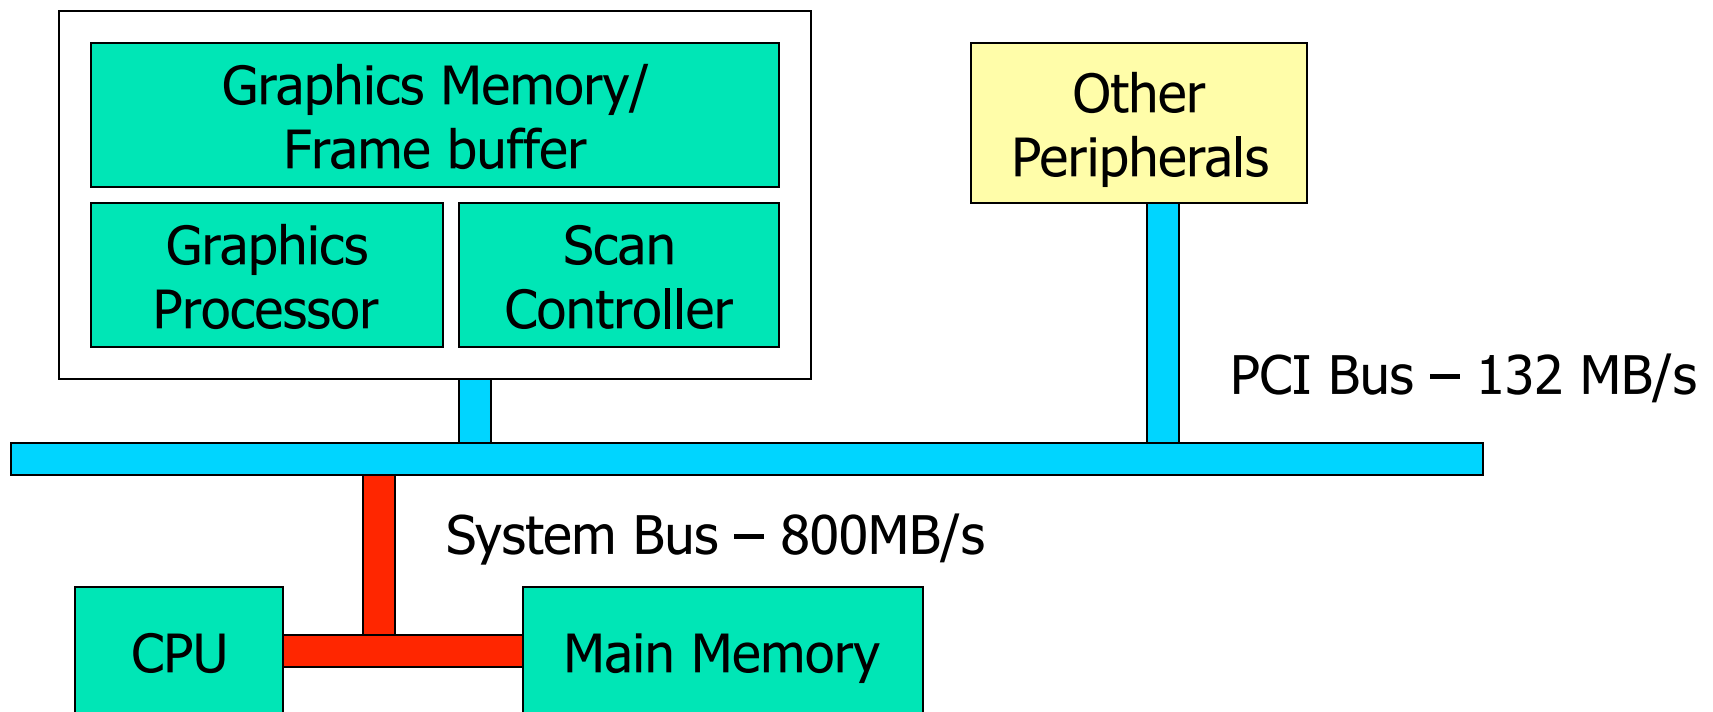 Graphics Memory/
Frame buffer
Graphics
Processor
Scan
Controller
Other
Peripherals
PCI Bus – 132 MB/s
System Bus – 800MB/s
CPU
Main Memory